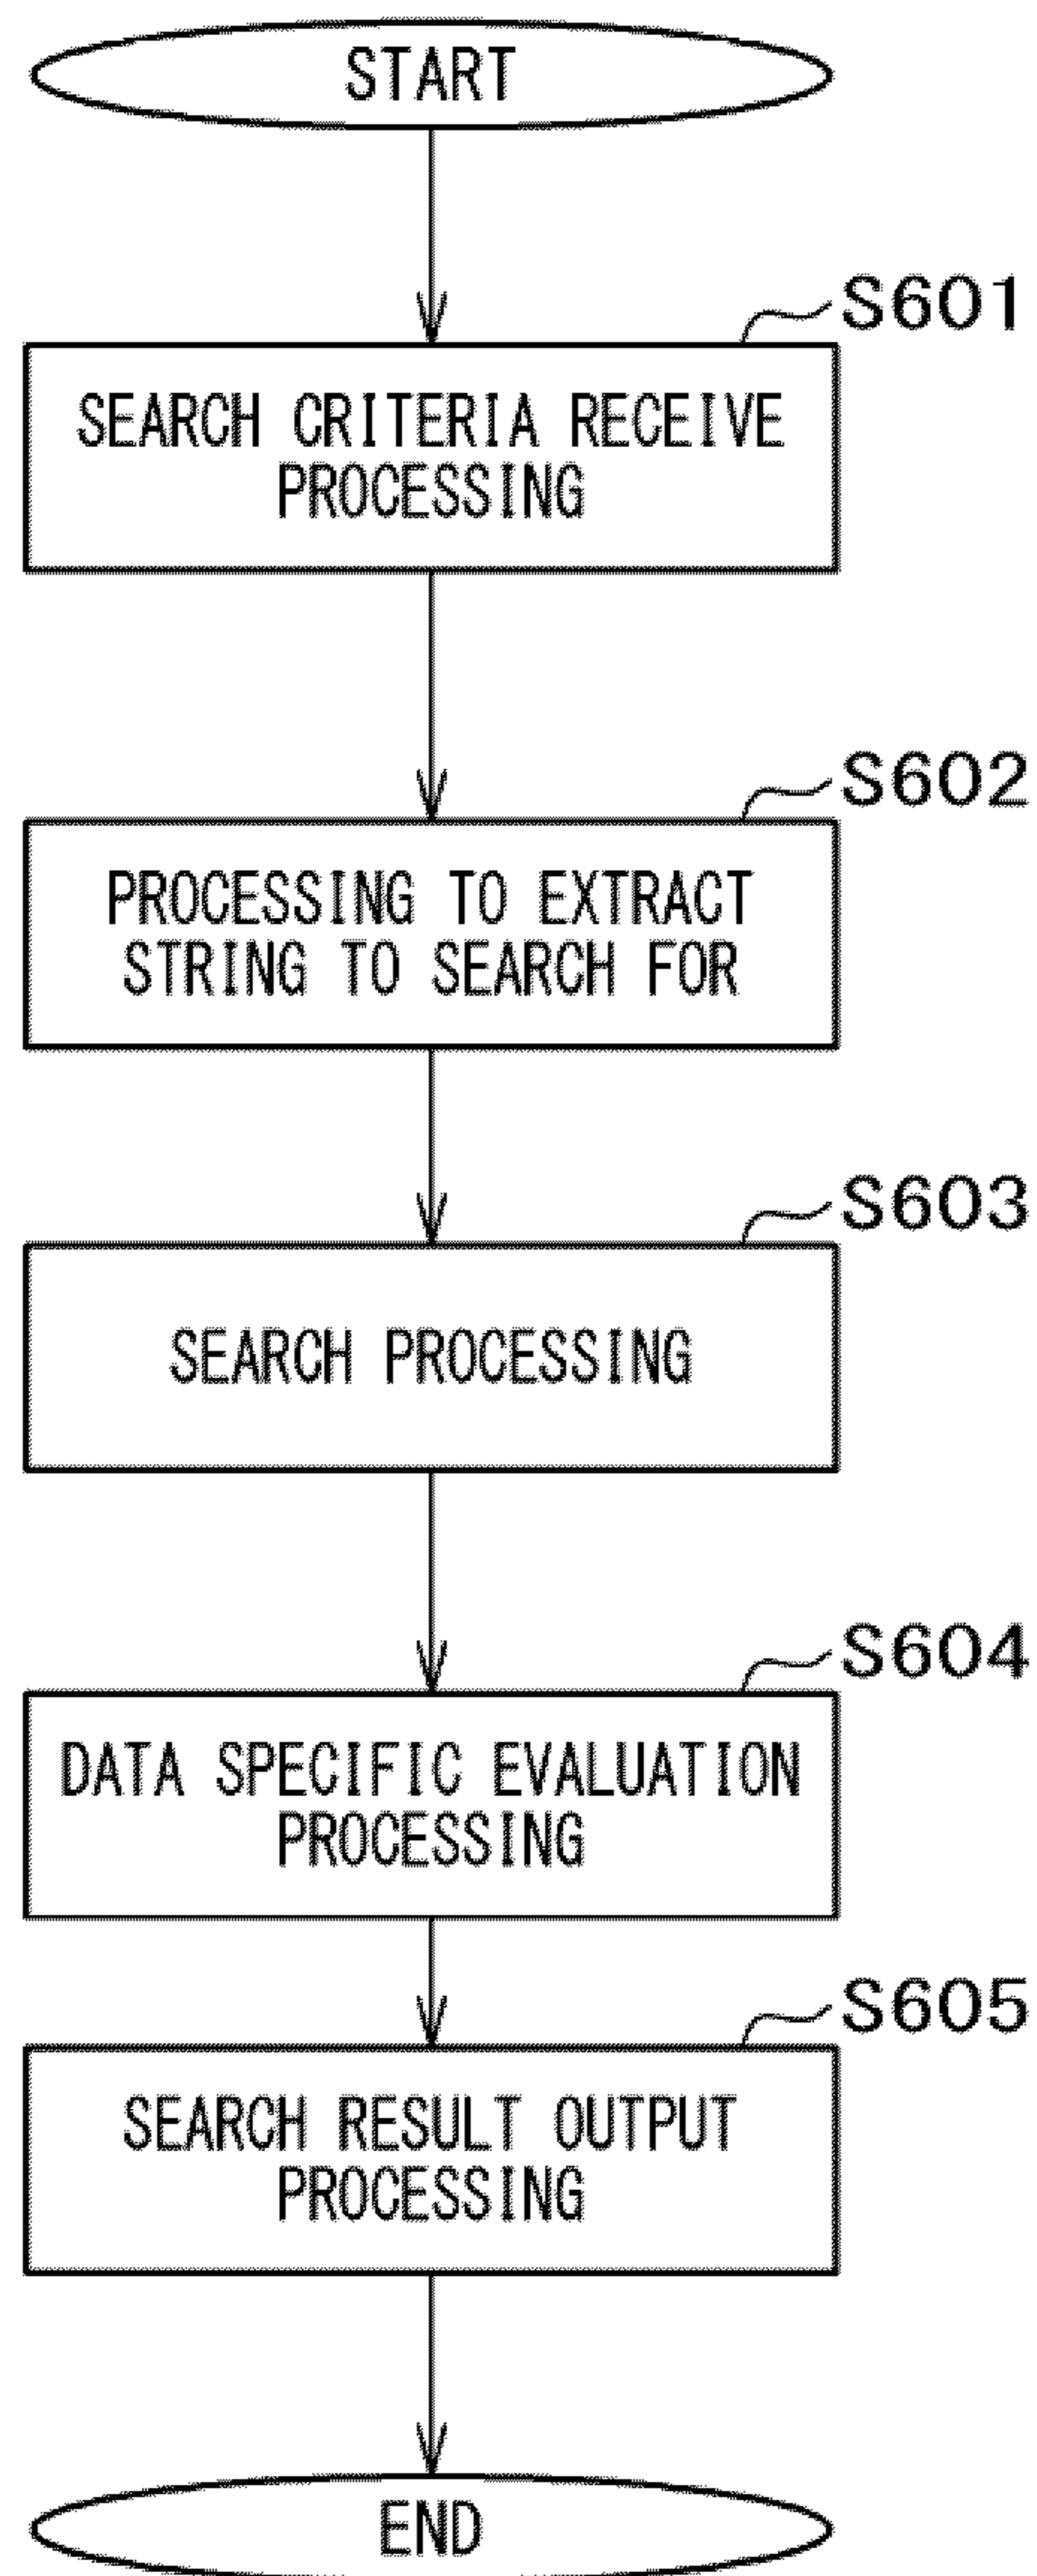 START
S601
SEARCH CRITERIA RECEIVE
PROCESSING
S602
PROCESSING TO EXTRACT
STRING TO SEARCH FOR
S603
SEARCH PROCESSING
S604
DATA SPECIFIC EVALUATION
PROCESSING
S605
SEARCH RESULT OUTPUT
PROCESSING
END